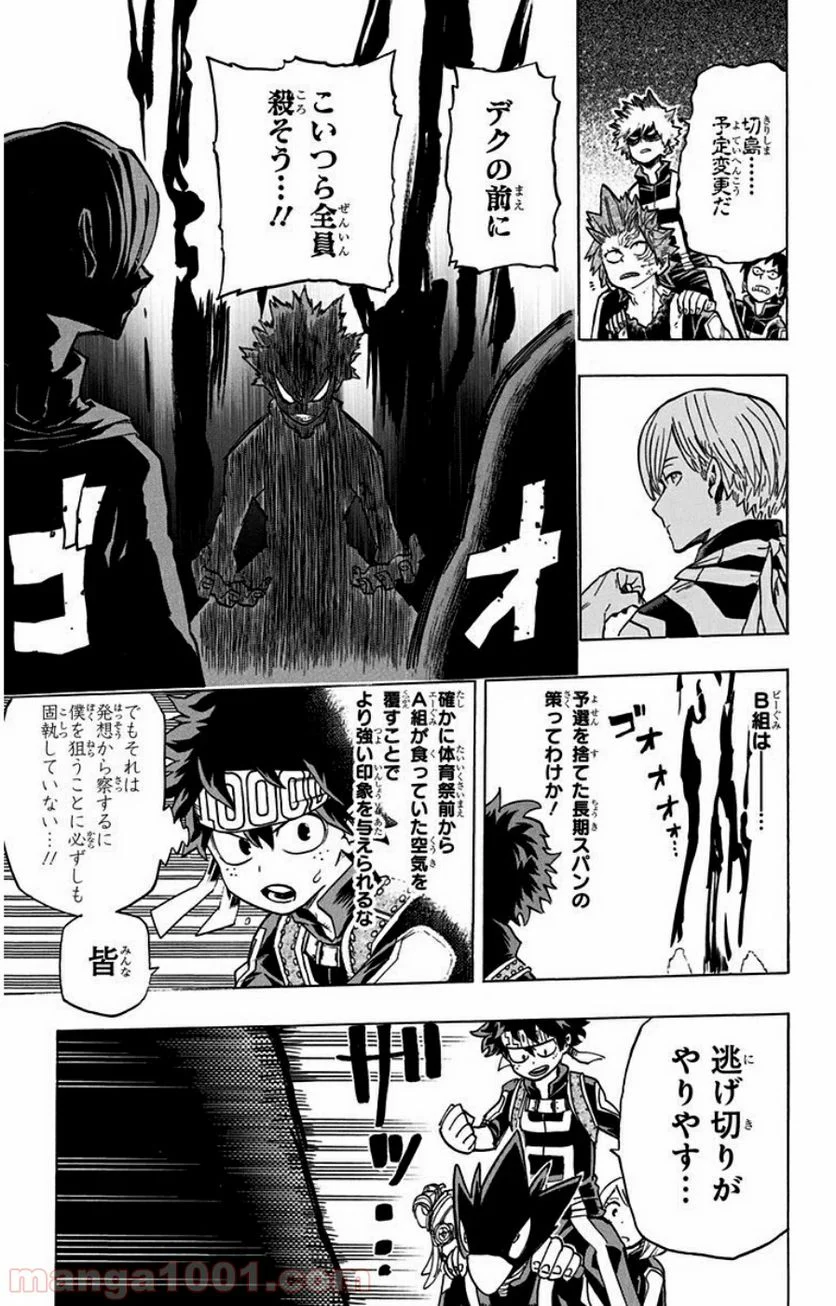 切島……
予定変更だ
デクの前に
こいつら全員
殺そう…!!
ゴ
オ
B組は━━…
ゴオオ
予選を捨てた長期スパンの
策ってわけか!
確かに体育祭前から
A組が食っていた空気を
覆すことで
より強い印象を与えられるな
でもそれは
発想から察するに
僕を狙うことに必ずしも
固執していない…!!
皆
逃げ切りが
やりやす…
manga1001.com